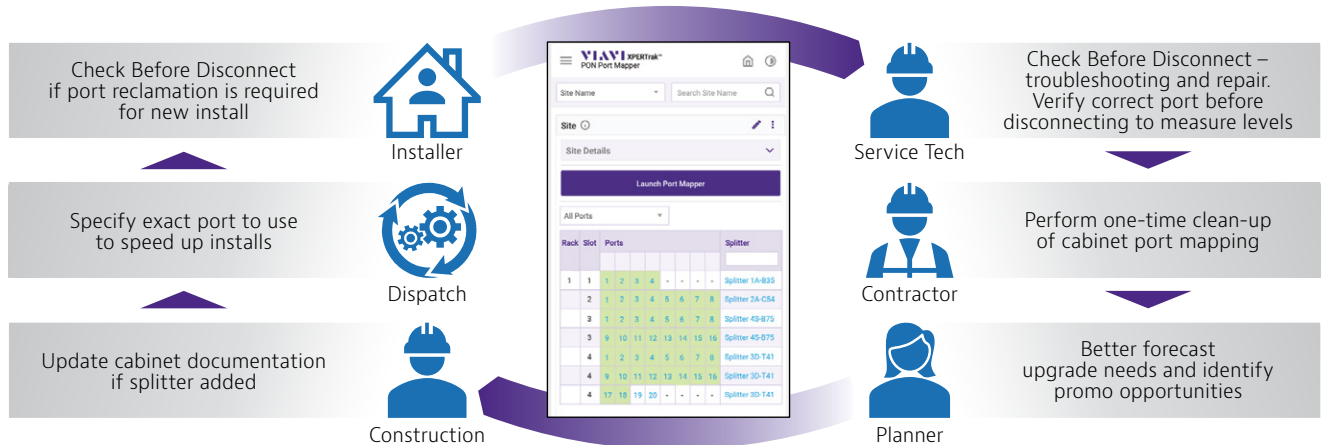 Check Before Disconnect
if port reclamation is required
for new install
Installer
Specify exact port to use
to speed up installs
Dispatch
Update cabinet documentation
if splitter added
Construction
VIAVI XPERTrak™
PON Port Mapper
Site Name Search Site Name
Site
Site Details
Launch Port Mapper
All Ports
Rack Slot Ports Splitter
1 1 1 2 3 4 - - - - Splitter 1A-B35
2 1 2 3 4 5 6 7 8 Splitter 2A-C54
3 1 2 3 4 5 6 7 8 Splitter 4S-B75
3 9 10 11 12 13 14 15 16 Splitter 4S-B75
4 1 2 3 4 5 6 7 8 Splitter 3D-T41
4 9 10 11 12 13 14 15 16 Splitter 3D-T41
4 17 18 19 20 - - - - Splitter 3D-T41
Service Tech
Check Before Disconnect –
troubleshooting and repair.
Verify correct port before
disconnecting to measure levels
Contractor
Perform one-time clean-up
of cabinet port mapping
Planner
Better forecast
upgrade needs and identify
promo opportunities